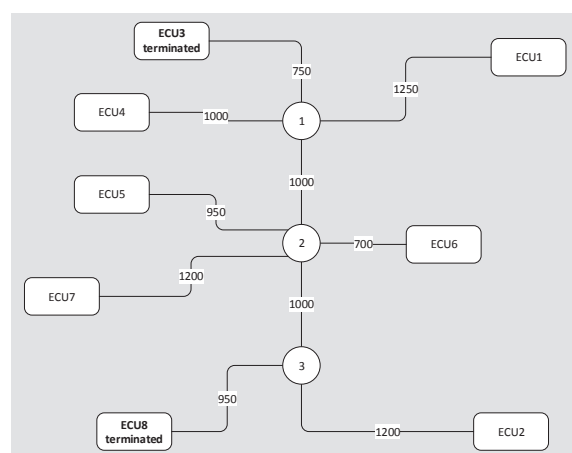 ECU3
terminated
ECU1
750
1250
ECU4
1000
1
1000
ECU5
950
2
700
ECU6
1200
ECU7
1000
3
950
ECU8
terminated
1200
ECU2